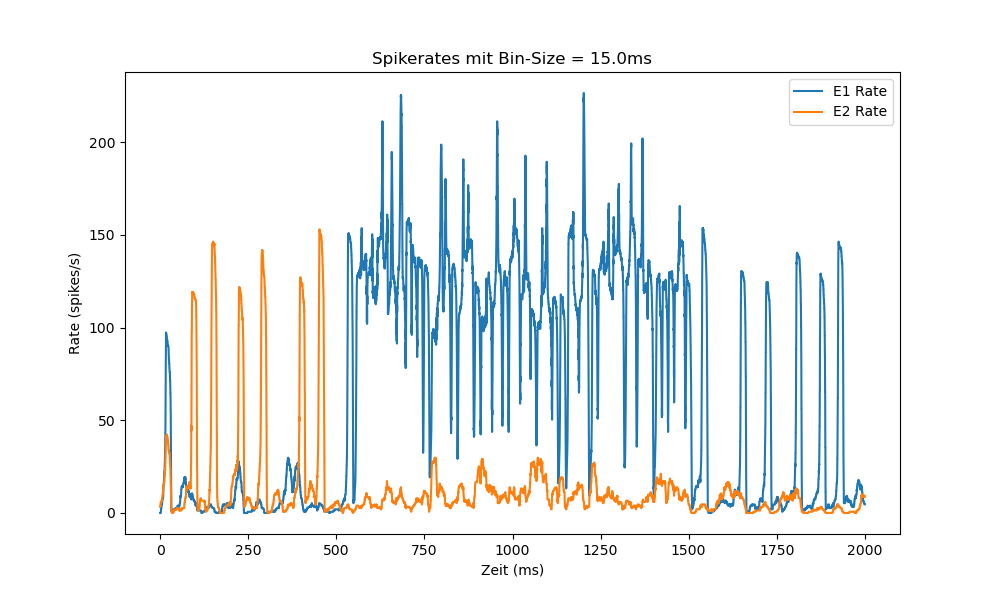 Spikerates mit Bin-Size = 15.0ms
E1 Rate
E2 Rate
Rate (spikes/s)
200
150
100
50
0
0 250 500 750 1000 1250 1500 1750 2000
Zeit (ms)